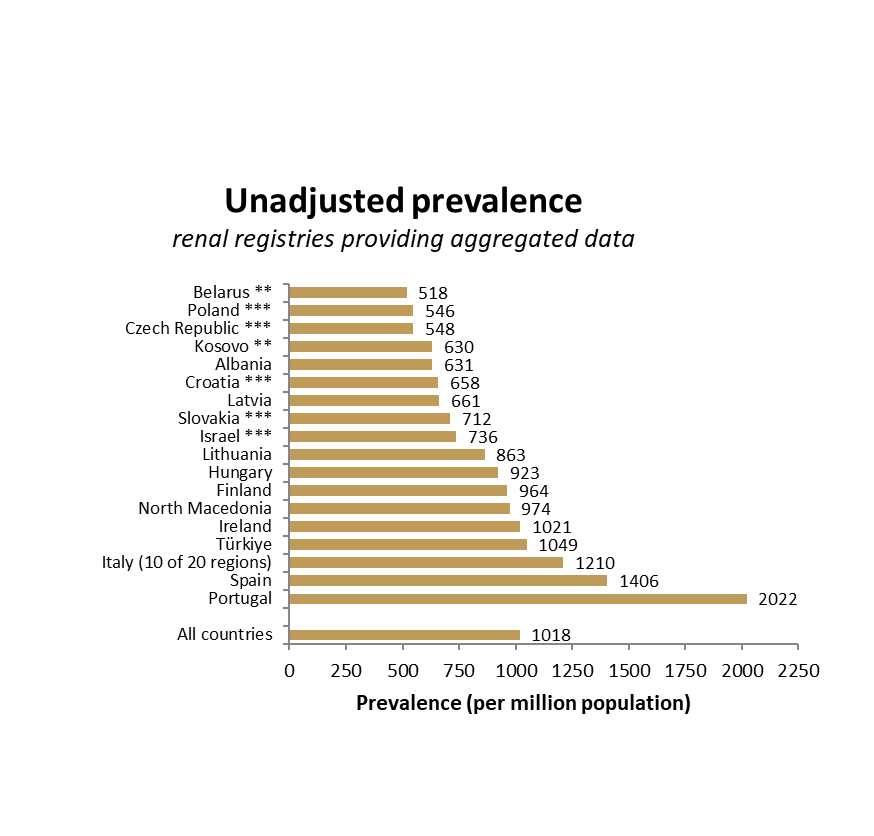 Unadjusted prevalence
renal registries providing aggregated data
Belarus ** 518
Poland *** 546
Czech Republic *** 548
Kosovo ** 630
Albania 631
Croatia *** 658
Latvia 661
Slovakia *** 712
Israel *** 736
Lithuania 863
Hungary 923
Finland 964
North Macedonia 974
Ireland 1021
Türkiye 1049
Italy (10 of 20 regions) 1210
Spain 1406
Portugal 2022
All countries 1018
0 250 500 750 1000 1250 1500 1750 2000 2250
Prevalence (per million population)